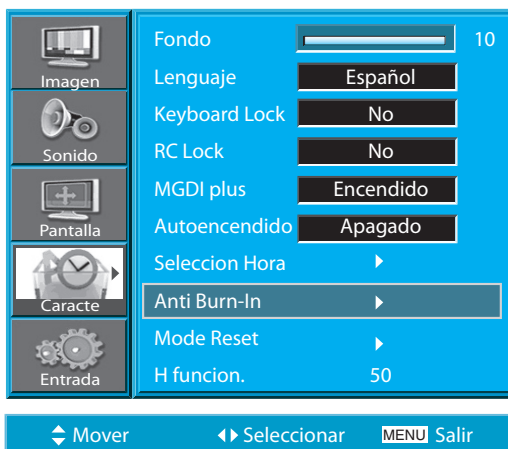 Imagen
Sonido
Pantalla
Caracte
Entrada
Fondo 10
Lenguaje Español
Keyboard Lock No
RC Lock No
MGDI plus Encendido
Autoencendido Apagado
Seleccion Hora
Anti Burn-In
Mode Reset
H funcion. 50
Mover Seleccionar MENU Salir